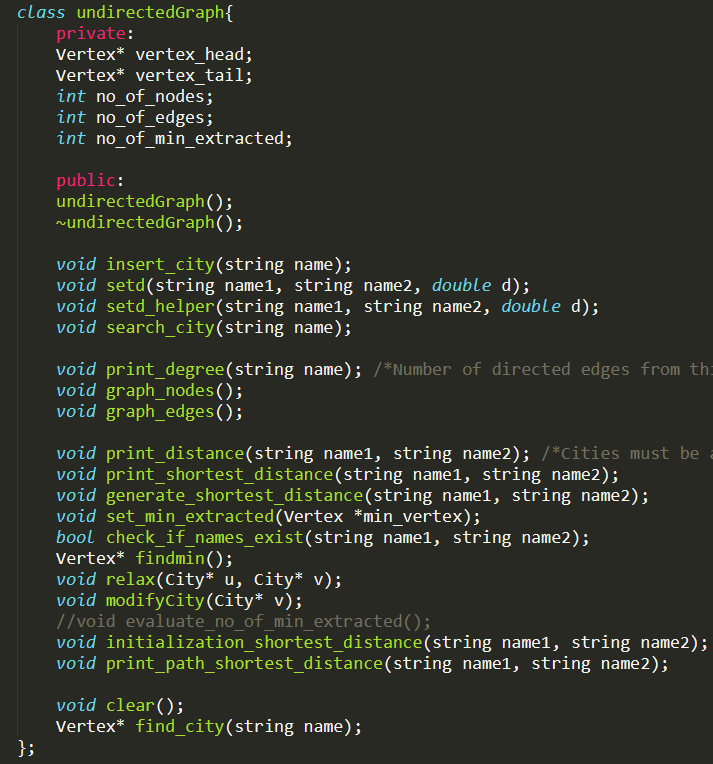 class undirectedGraph{
private:
Vertex* vertex_head;
Vertex* vertex_tail;
int no_of_nodes;
int no_of_edges;
int no_of_min_extracted;
public:
undirectedGraph();
~undirectedGraph();
void insert_city(string name);
void setd(string name1, string name2, double d);
void setd_helper(string name1, string name2, double d);
void search_city(string name);
void print_degree(string name); /*Number of directed edges from
void graph_nodes();
void graph_edges();
void print_distance(string name1, string name2); /*Cities must be
void print_shortest_distance(string name1, string name2);
void generate_shortest_distance(string name1, string name2);
void set_min_extracted(Vertex *min_vertex);
bool check_if_names_exist(string name1, string name2);
Vertex* findmin();
void relax(City* u, City* v);
void modifyCity(City* v);
//void evaluate_no_of_min_extracted();
void initialization_shortest_distance(string name1, string name2);
void print_path_shortest_distance(string name1, string name2);
void clear();
Vertex* find_city(string name);
};